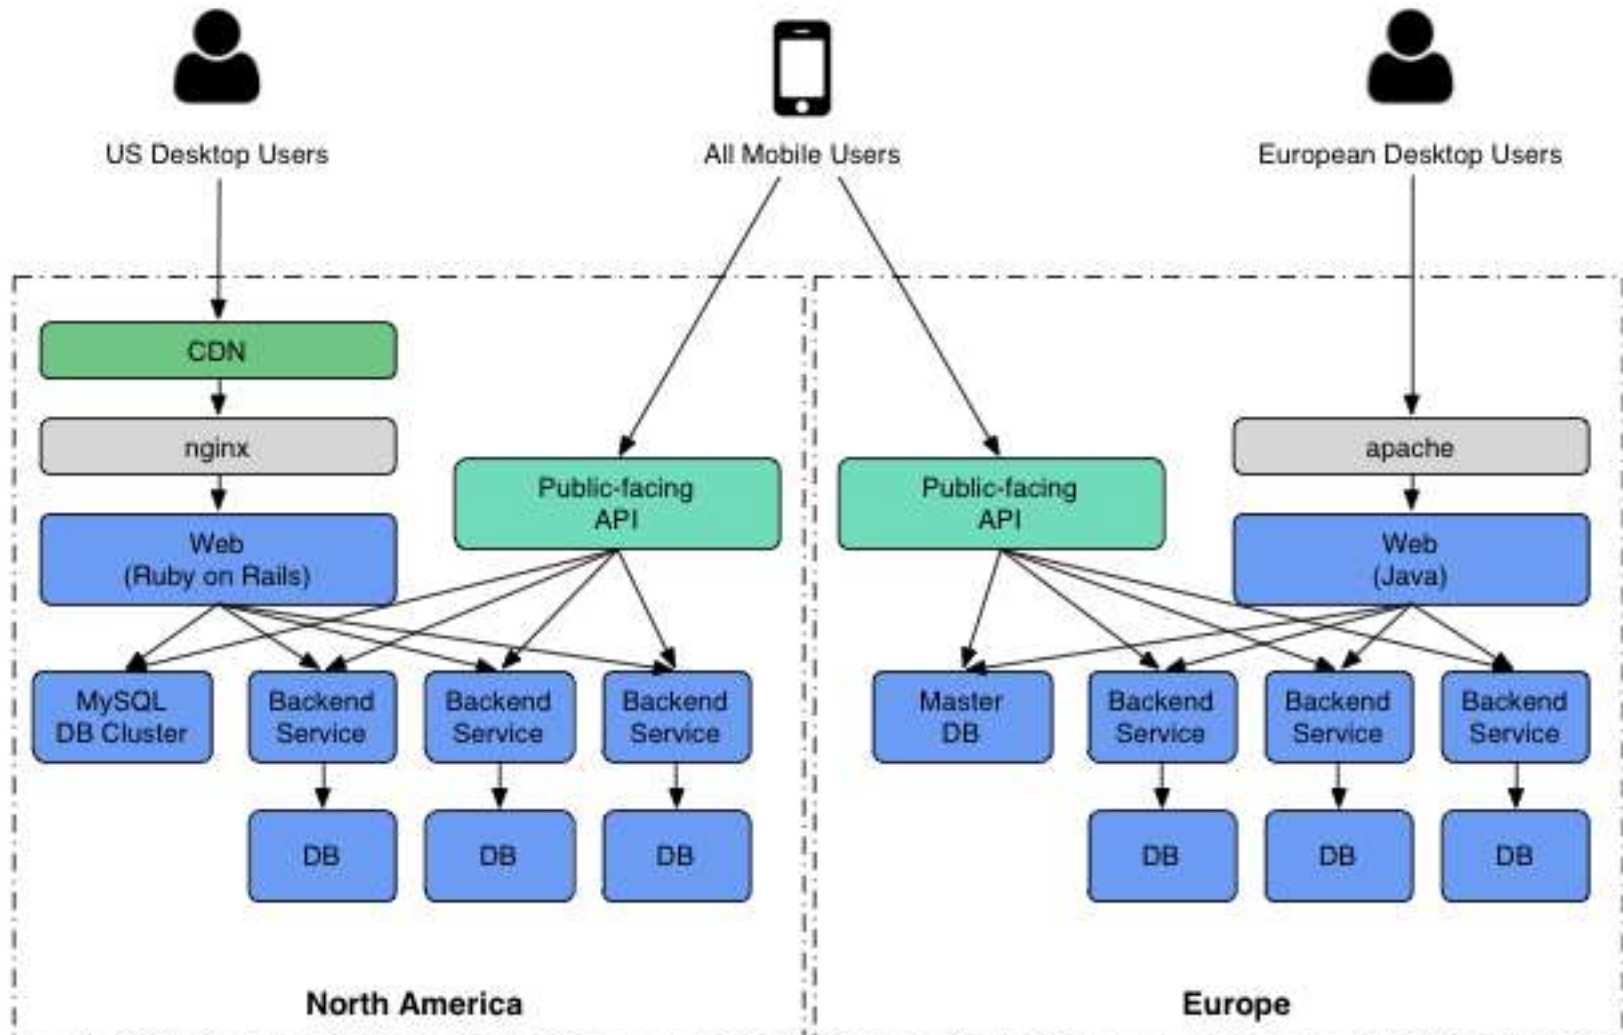 US Desktop Users
All Mobile Users
European Desktop Users
CDN
nginx
apache
Public-facing
API
Public-facing
API
Web
(Ruby on Rails)
Web
(Java)
MySQL
DB Cluster
Backend
Service
Backend
Service
Backend
Service
Master
DB
Backend
Service
Backend
Service
Backend
Service
DB
DB
DB
DB
DB
DB
North America
Europe